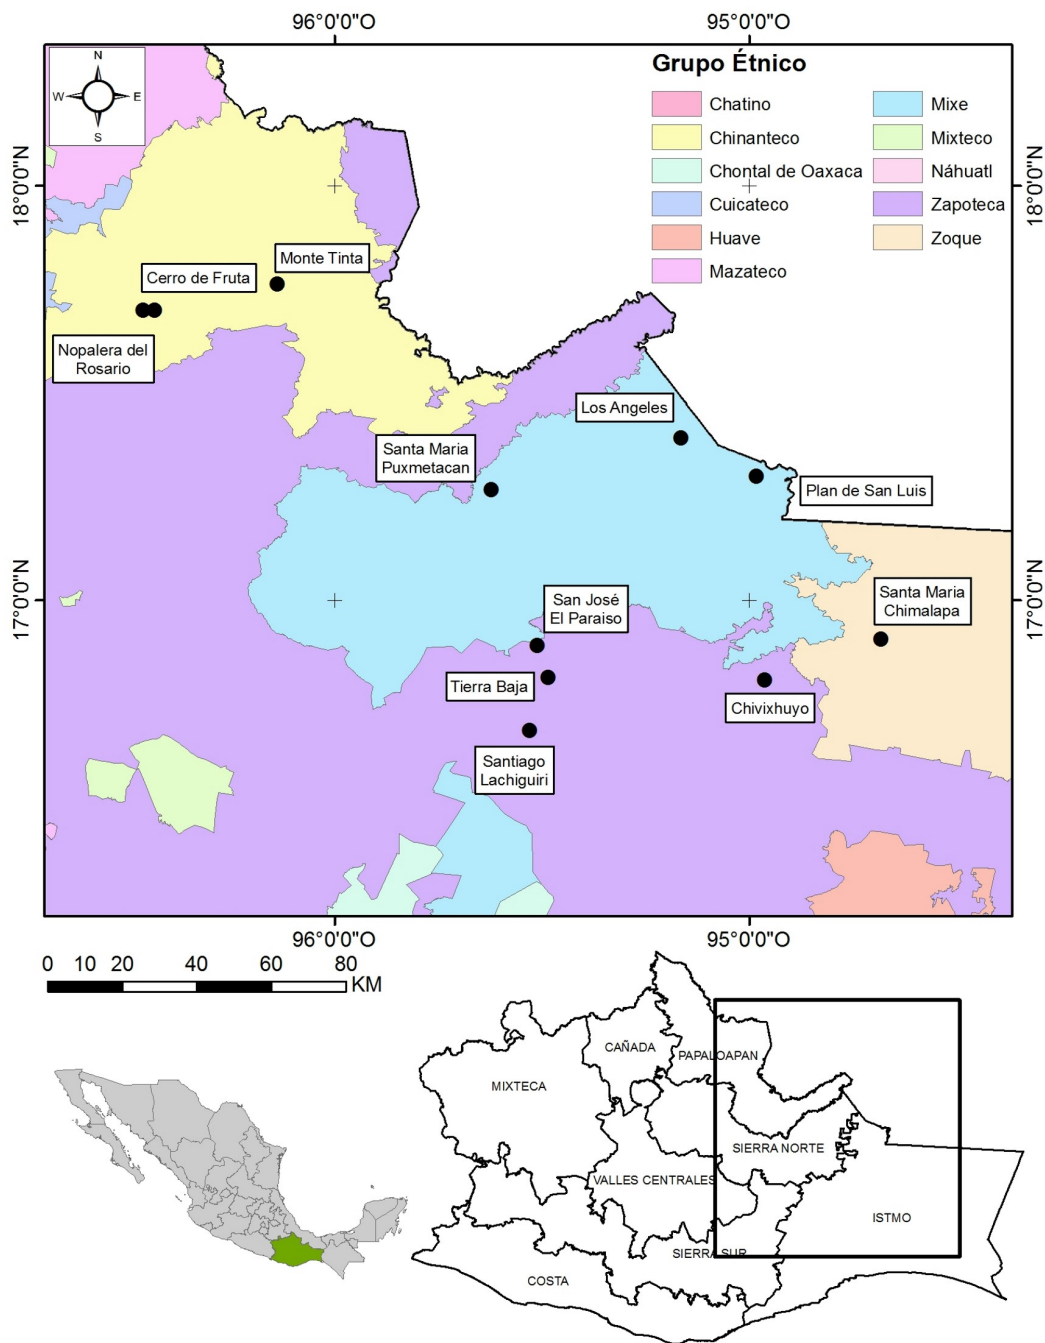 96°0'0"O
95°0'0"O
N
W
E
S
Grupo Étnico
Chatino
Chinanteco
Chontal de Oaxaca
Cuicateco
Huave
Mazateco
Mixe
Mixteco
Náhuatl
Zapoteca
Zoque
18°0'0"N
18°0'0"N
Monte Tinta
Cerro de Fruta
Nopalera del
Rosario
Los Angeles
Santa Maria
Puxmetacan
Plan de San Luis
17°0'0"N
17°0'0"N
San José
El Paraiso
Santa Maria
Chimalapa
Tierra Baja
Chivixhuyo
Santiago
Lachiguiri
96°0'0"O
95°0'0"O
0 10 20 40 60 80
KM
CAÑADA
PAPALOAPAN
MIXTECA
SIERRA NORTE
VALLES CENTRALES
ISTMO
SIERRA SUR
COSTA